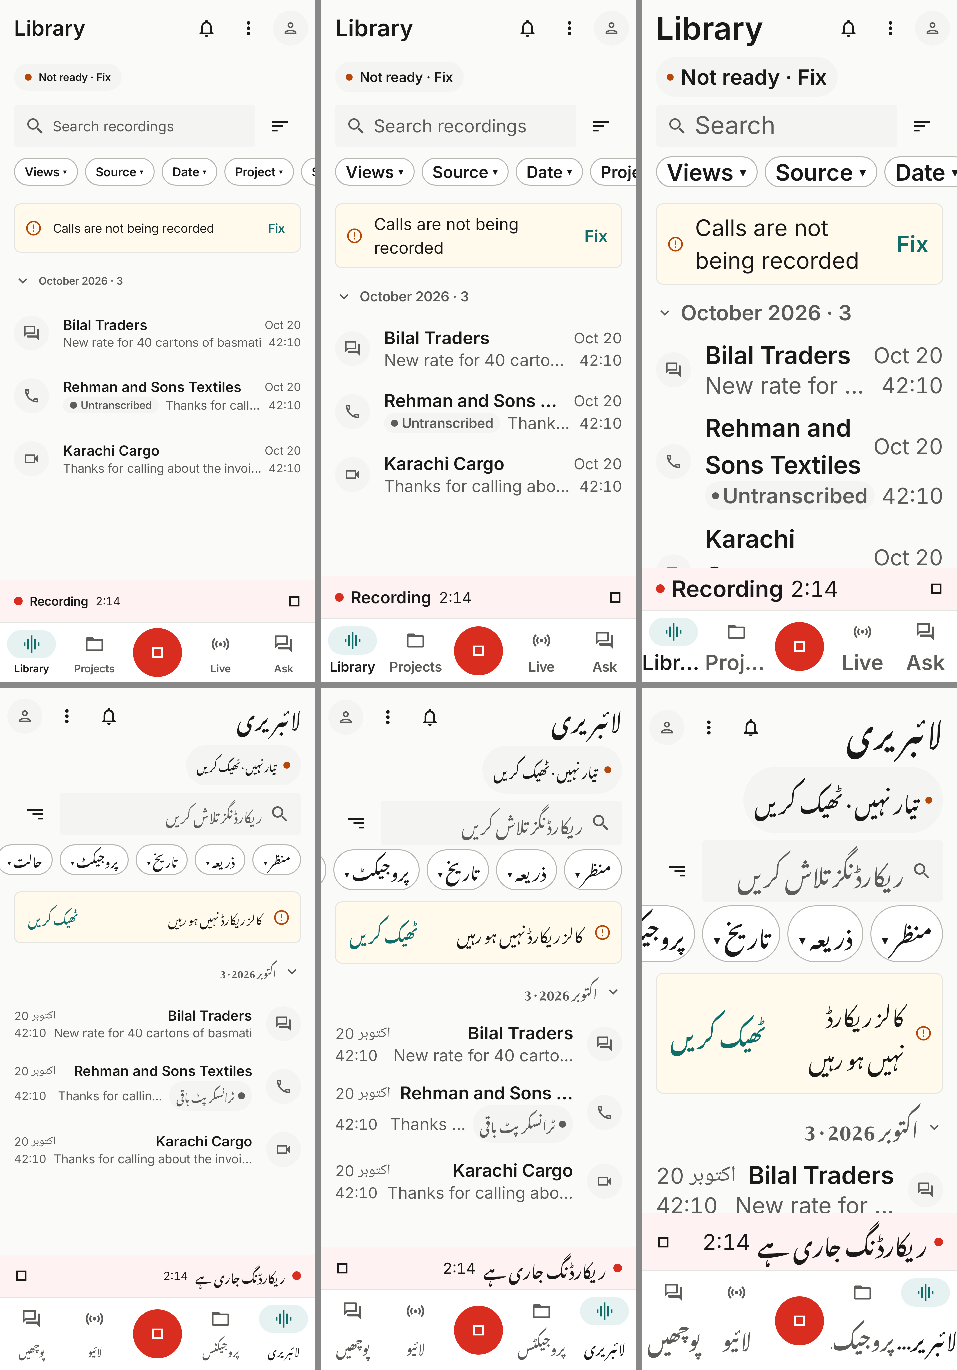 Library
Not ready · Fix
Search recordings
Views Source Date Project
Calls are not being recorded Fix
October 2026 · 3
Bilal Traders Oct 20
New rate for 40 cartons of basmati 42:10
Rehman and Sons Textiles Oct 20
Untranscribed Thanks for call... 42:10
Karachi Cargo Oct 20
Thanks for calling about the invoi... 42:10
Recording 2:14
Library Projects Live Ask
Library
Not ready · Fix
Search recordings
Views Source Date Proje
Calls are not being
recorded
Fix
October 2026 · 3
Bilal Traders Oct 20
New rate for 40 carto... 42:10
Rehman and Sons ... Oct 20
Untranscribed Thank... 42:10
Karachi Cargo Oct 20
Thanks for calling abo... 42:10
Recording 2:14
Library Projects Live Ask
Library
Not ready · Fix
Search
Views Source Date
Calls are not
being recorded
Fix
October 2026 · 3
Bilal Traders Oct 20
New rate for ... 42:10
Rehman and
Sons Textiles
Oct 20
Untranscribed 42:10
Karachi
Oct 20
Recording 2:14
Libr... Proj... Live Ask
لائبریری
تیار نہیں · ٹھیک کریں
ریکارڈنگز تلاش کریں
منظر ذریعہ تاریخ پروجیکٹ حالت
کالز ریکارڈ نہیں ہو رہیں ٹھیک کریں
اکتوبر 2026 · 3
Bilal Traders 20 اکتوبر
New rate for 40 cartons of basmati 42:10
Rehman and Sons Textiles 20 اکتوبر
ٹرانسکرپٹ باقی Thanks for callin... 42:10
Karachi Cargo 20 اکتوبر
Thanks for calling about the invoi... 42:10
ریکارڈنگ جاری ہے 2:14
لائبریری پروجیکٹس لائیو پوچھیں
لائبریری
تیار نہیں · ٹھیک کریں
ریکارڈنگز تلاش کریں
منظر ذریعہ تاریخ پروجیکٹ
کالز ریکارڈ نہیں ہو رہیں ٹھیک کریں
اکتوبر 2026 · 3
Bilal Traders 20 اکتوبر
New rate for 40 carto... 42:10
Rehman and Sons ... 20 اکتوبر
ٹرانسکرپٹ باقی Thanks ... 42:10
Karachi Cargo 20 اکتوبر
Thanks for calling abo... 42:10
ریکارڈنگ جاری ہے 2:14
لائبریری پروجیکٹس لائیو پوچھیں
لائبریری
تیار نہیں · ٹھیک کریں
ریکارڈنگز تلاش کریں
منظر ذریعہ تاریخ پروجیک
کالز ریکارڈ
نہیں ہو رہیں
ٹھیک کریں
اکتوبر 2026 · 3
Bilal Traders 20 اکتوبر
New rate for ... 42:10
ریکارڈنگ جاری ہے 2:14
لائبریر... پروجیک... لائیو پوچھیں